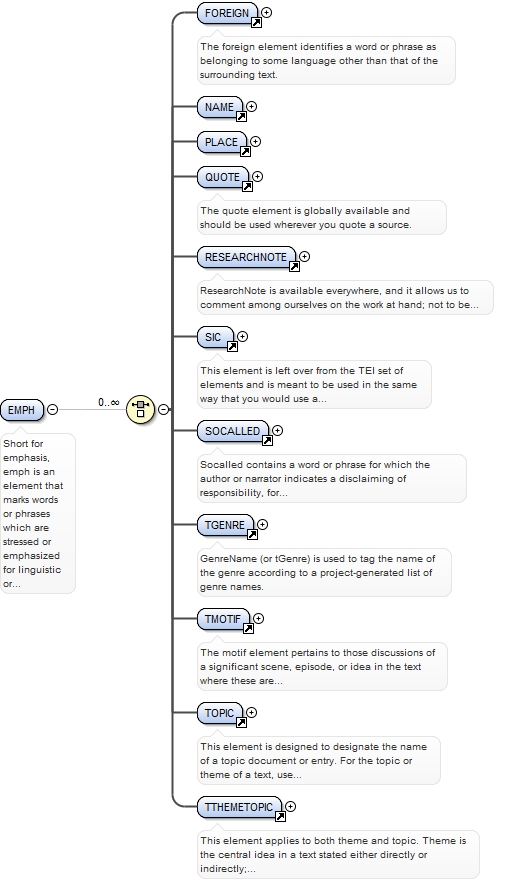 FOREIGN
The foreign element identifies a word or phrase as
belonging to some language other than that of the
surrounding text.
NAME
PLACE
QUOTE
The quote element is globally available and
should be used wherever you quote a source.
RESEARCHNOTE
ResearchNote is available everywhere, and it allows us to
comment among ourselves on the work at hand; not to be...
SIC
This element is left over from the TEI set of
elements and is meant to be used in the same
way that you would use a...
EMPH
0..∞
Short for
emphasis,
emph is an
element that
marks words
or phrases
which are
stressed or
emphasized
for linguistic
or...
SOCALLED
Socalled contains a word or phrase for which the
author or narrator indicates a disclaiming of
responsibility, for...
TGENRE
GenreName (or tGenre) is used to tag the name of
the genre according to a project-generated list of
genre names.
TMOTIF
The motif element pertains to those discussions of
a significant scene, episode, or idea in the text
where these are...
TOPIC
This element is designed to designate the name
of a topic document or entry. For the topic or
theme of a text, use...
TTHEMETOPIC
This element applies to both theme and topic. Theme is
the central idea in a text stated either directly or
indirectly;...